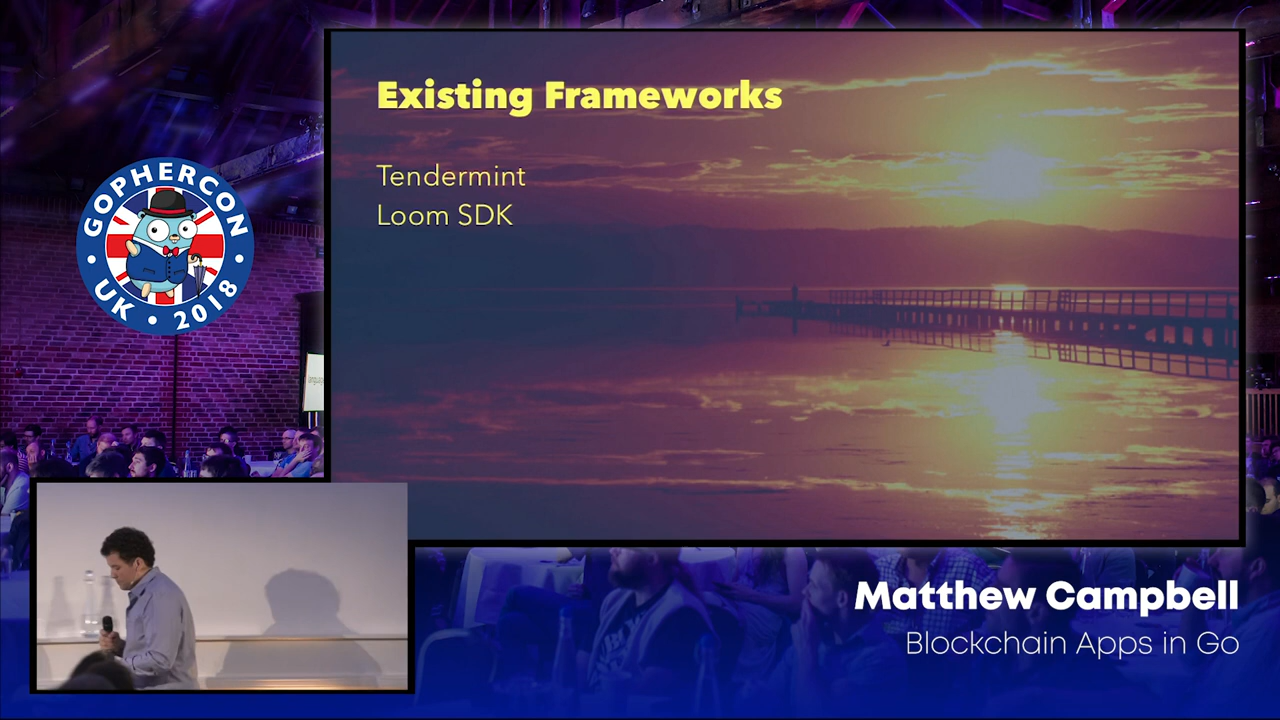 GOPHERCON
UK • 2018
Existing Frameworks
Tendermint
Loom SDK
Matthew Campbell
Blockchain Apps in Go